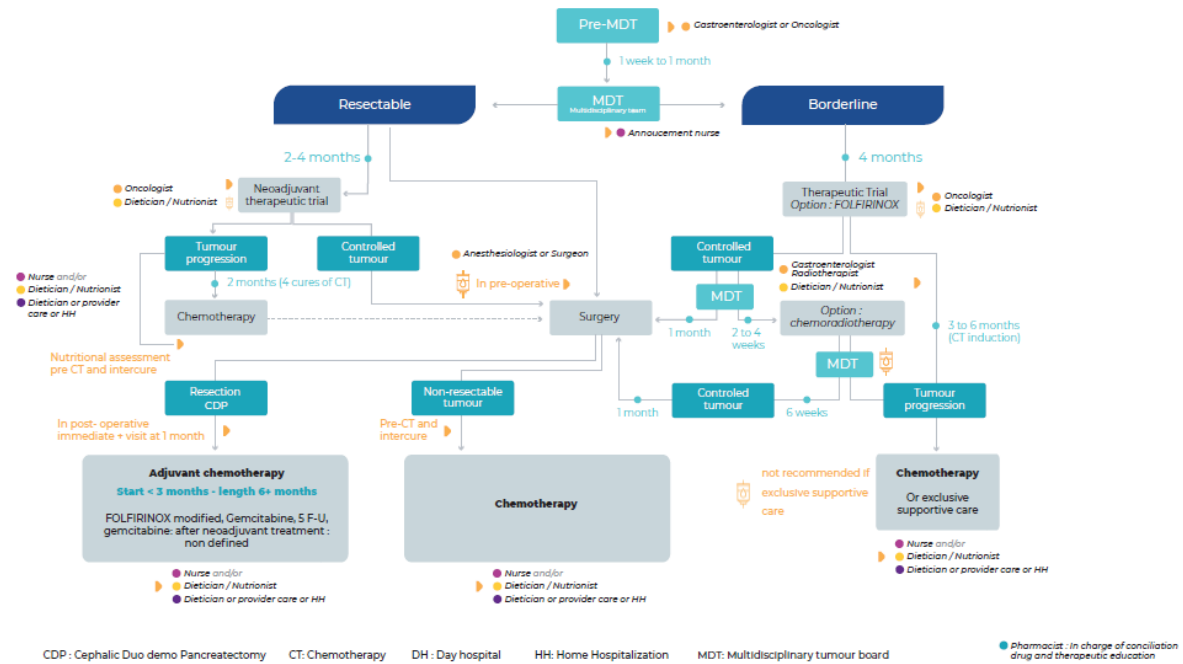 Pre-MDT
Gastroenterologist or Oncologist
1 week to 1 month
Resectable
MDT
Multidisciplinary team
Borderline
Annoucement nurse
2-4 months
4 months
Oncologist
Dietician / Nutrionist
Neoadjuvant
therapeutic trial
Therapeutic Trial
Option : FOLFIRINOX
Oncologist
Dietician / Nutrionist
Tumour
progression
Controlled
tumour
Anesthesiologist or Surgeon
Controlled
tumour
Gastroenterologist
Radiotherapist
Dietician / Nutrionist
Nurse and/or
Dietician / Nutrionist
Dietician or provider
care or HH
2 months (4 cures of CT)
In pre-operative
MDT
Chemotherapy
Surgery
Option :
chemoradiotherapy
1 month
2 to 4
weeks
3 to 6 months
(CT induction)
Nutritional assessment
pre CT and intercure
MDT
Resection
CDP
Non-resectable
tumour
1 month
Controled
tumour
6 weeks
Tumour
progression
In post- operative
immediate + visit at 1 month
Pre-CT and
intercure
Adjuvant chemotherapy
Start < 3 months - length 6+ months
FOLFIRINOX modified, Gemcitabine, 5 F-U,
gemcitabine: after neoadjuvant treatment :
non defined
Chemotherapy
not recommended if
exclusive supportive
care
Chemotherapy
Or exclusive
supportive care
Nurse and/or
Dietician / Nutrionist
Dietician or provider care or HH
Nurse and/or
Dietician / Nutrionist
Dietician or provider care or HH
Nurse and/or
Dietician / Nutrionist
Dietician or provider care or HH
CDP : Cephalic Duo demo Pancreatectomy
CT: Chemotherapy
DH : Day hospital
HH: Home Hospitalization
MDT: Multidisciplinary tumour board
Pharmacist : In charge of conciliation
drug and therapeutic education